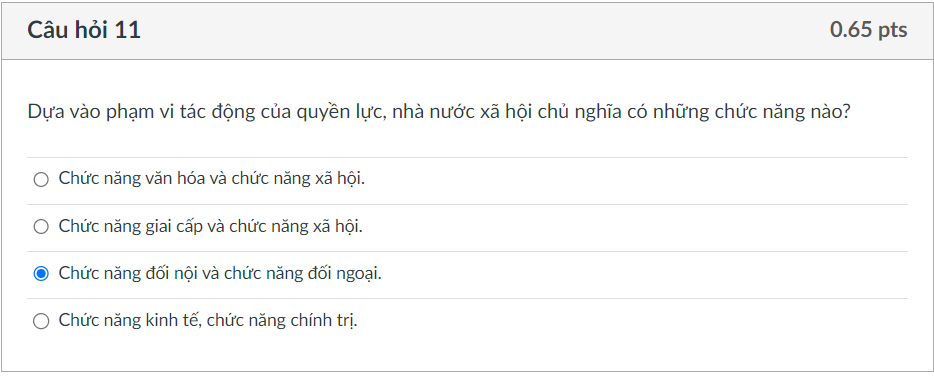 Câu hỏi 11
0.65 pts
Dựa vào phạm vi tác động của quyền lực, nhà nước xã hội chủ nghĩa có những chức năng nào?
Chức năng văn hóa và chức năng xã hội.
Chức năng giai cấp và chức năng xã hội.
Chức năng đối nội và chức năng đối ngoại.
Chức năng kinh tế, chức năng chính trị.